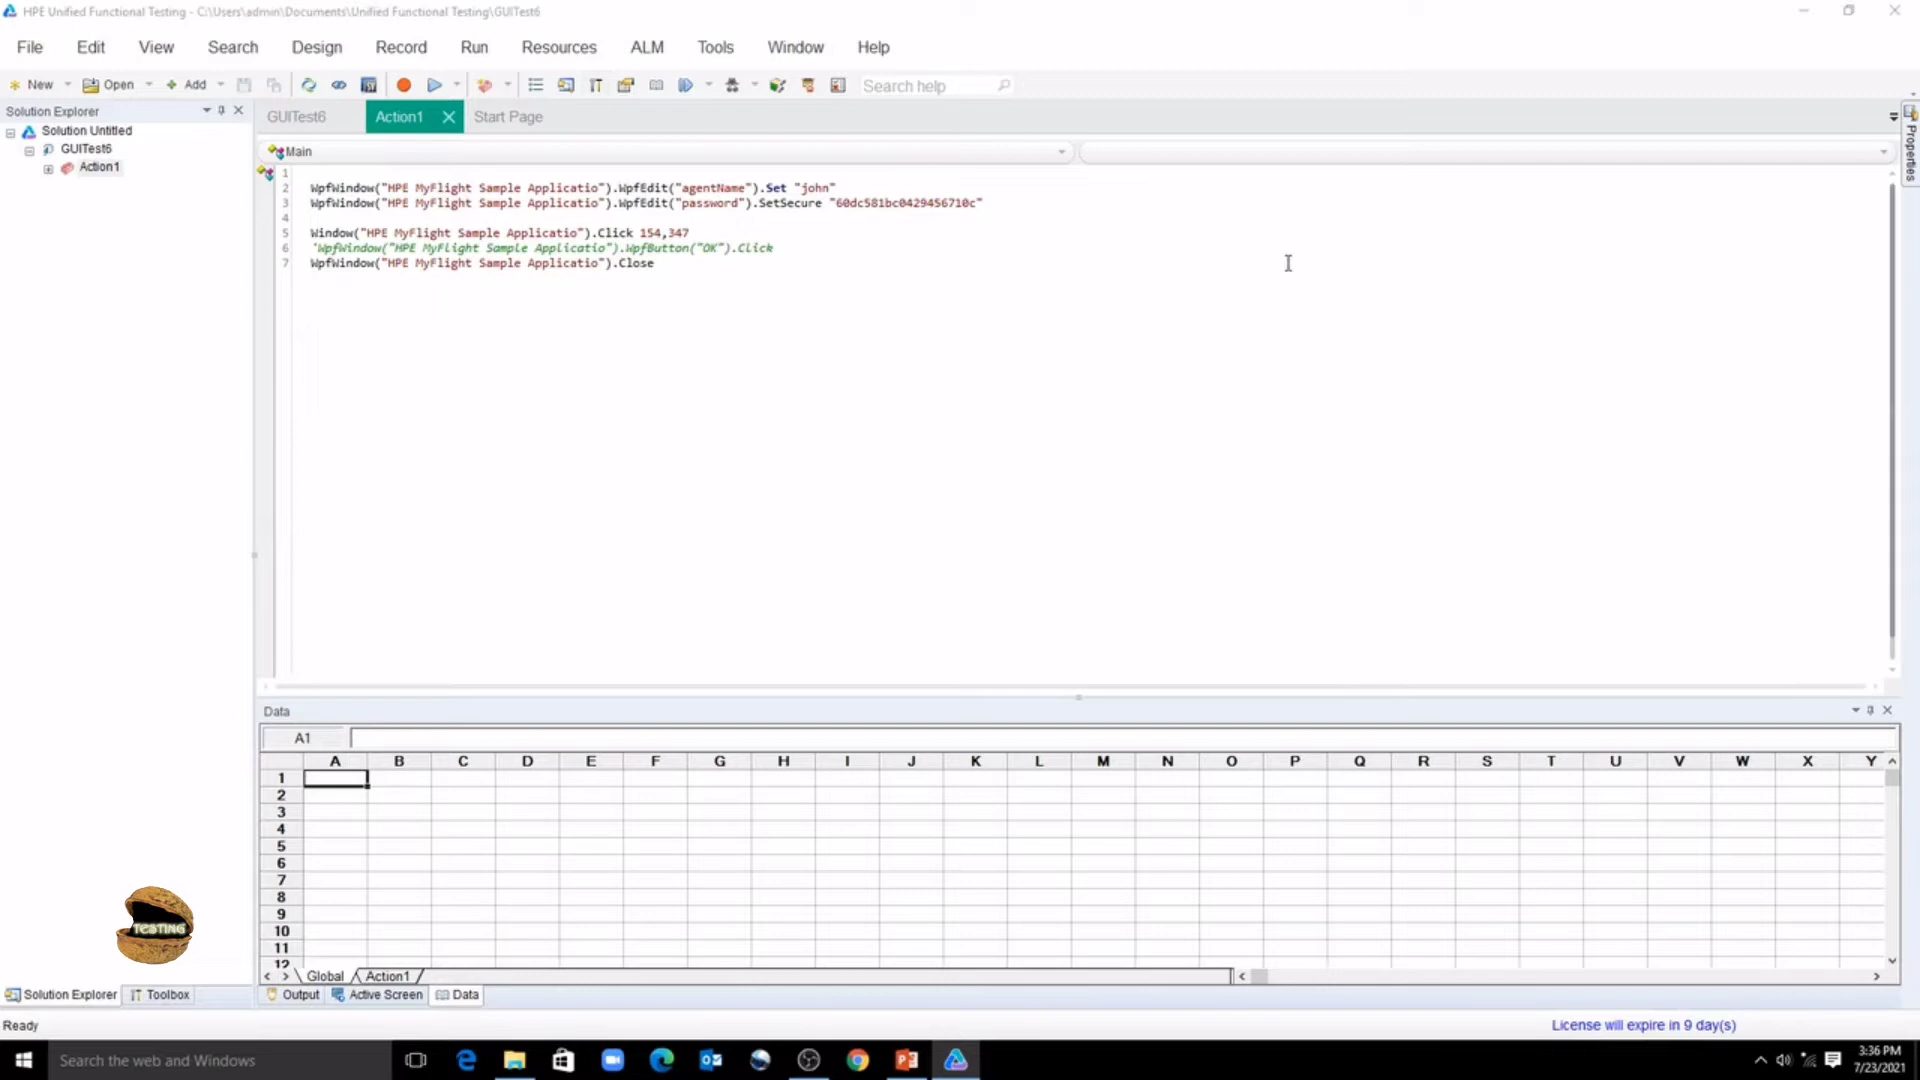 HPE Unified Functional Testing - C:\Users\admin\Documents\Unified Functional Testing\GUITest6
File Edit View Search Design Record Run Resources ALM Tools Window Help
New Open Add Search help
Solution Explorer
GUITest6 Action1 Start Page
Solution Untitled
GUITest6
Action1
Main
Properties
1
2 WpfWindow("HPE MyFlight Sample Applicatio").WpfEdit("agentName").Set "john"
3 WpfWindow("HPE MyFlight Sample Applicatio").WpfEdit("password").SetSecure "60dc581bc0429456710c"
4
5 Window("HPE MyFlight Sample Applicatio").Click 154,347
6 'WpfWindow("HPE MyFlight Sample Applicatio").WpfButton("OK").Click
7 WpfWindow("HPE MyFlight Sample Applicatio").Close
Data
A1
A B C D E F G H I J K L M N O P Q R S T U V W X Y
1
2
3
4
5
6
7
8
9
10
11
12
TESTING
Global Action1
Solution Explorer Toolbox Output Active Screen Data
Ready License will expire in 9 day(s)
Search the web and Windows
3:36 PM
7/23/2021